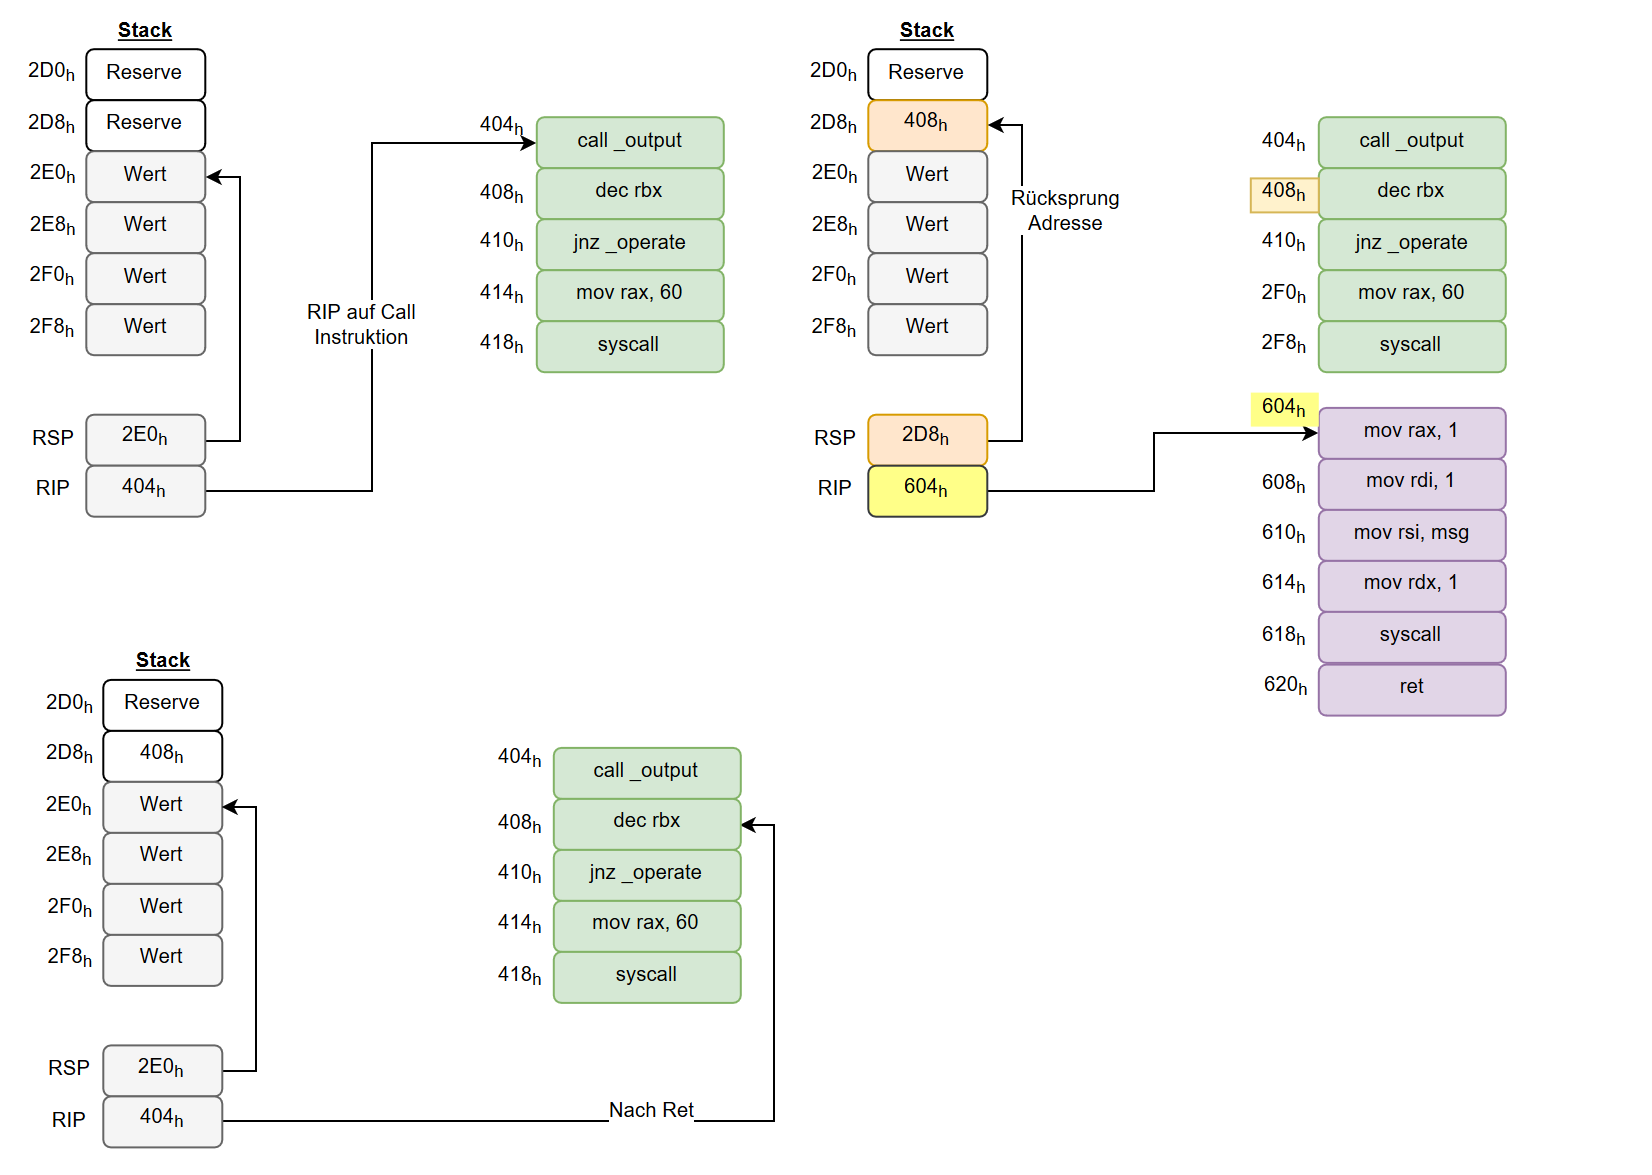 Stack
2D0h Reserve
2D8h Reserve
2E0h Wert
2E8h Wert
2F0h Wert
2F8h Wert
RSP 2E0h
RIP 404h
RIP auf Call
Instruktion
404h call _output
408h dec rbx
410h jnz _operate
414h mov rax, 60
418h syscall
Stack
2D0h Reserve
2D8h 408h
2E0h Wert
2E8h Wert
2F0h Wert
2F8h Wert
RSP 2D8h
RIP 604h
Rücksprung
Adresse
404h call _output
408h dec rbx
410h jnz _operate
2F0h mov rax, 60
2F8h syscall
604h mov rax, 1
608h mov rdi, 1
610h mov rsi, msg
614h mov rdx, 1
618h syscall
620h ret
Stack
2D0h Reserve
2D8h 408h
2E0h Wert
2E8h Wert
2F0h Wert
2F8h Wert
RSP 2E0h
RIP 404h
Nach Ret
404h call _output
408h dec rbx
410h jnz _operate
414h mov rax, 60
418h syscall